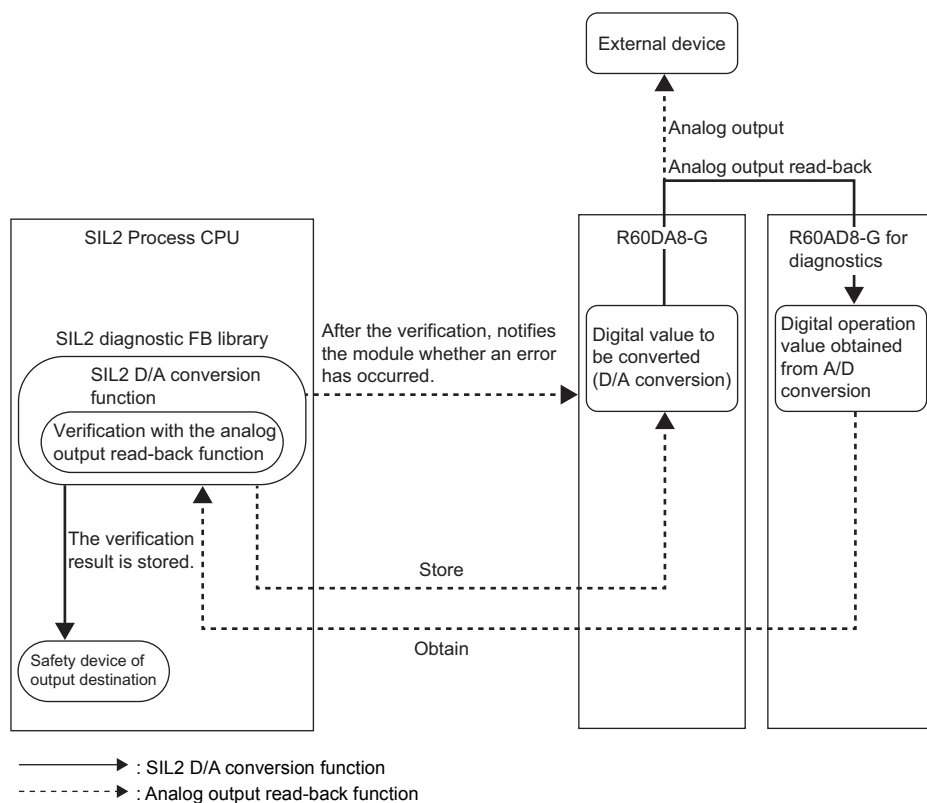 External device
Analog output
Analog output read-back
SIL2 Process CPU
R60DA8-G
R60AD8-G for
diagnostics
SIL2 diagnostic FB library
SIL2 D/A conversion
function
Verification with the analog
output read-back function
After the verification, notifies
the module whether an error
has occurred.
Digital value to
be converted
(D/A conversion)
Digital operation
value obtained
from A/D
conversion
The verification
result is stored.
Store
Obtain
Safety device of
output destination
: SIL2 D/A conversion function
: Analog output read-back function